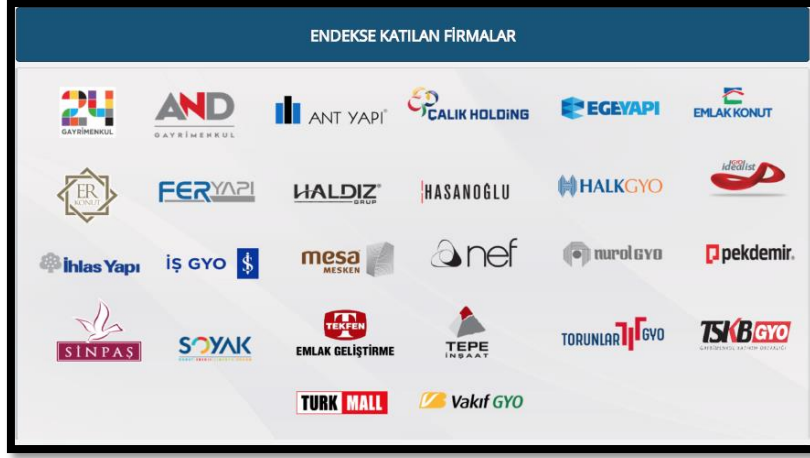 ENDEKSE KATILAN FİRMALAR
24
GAYRİMENKUL
AND
GAYRİMENKUL
ANT YAPI
ÇALIK HOLDİNG
EGEYAPI
EMLAK KONUT
ER
KONUT
FERYAPI
HALDIZ
GRUP
HASANOĞLU
HALKGYO
idealist
İhlas Yapı
İŞ GYO
mesa
MESKEN
nef
nurol GYO
pekdemir.
SİNPAŞ
SOYAK
TEKFEN
EMLAK GELİŞTİRME
TEPE
İNŞAAT
TORUNLAR GYO
TSKB GYO
TURK MALL
Vakıf GYO